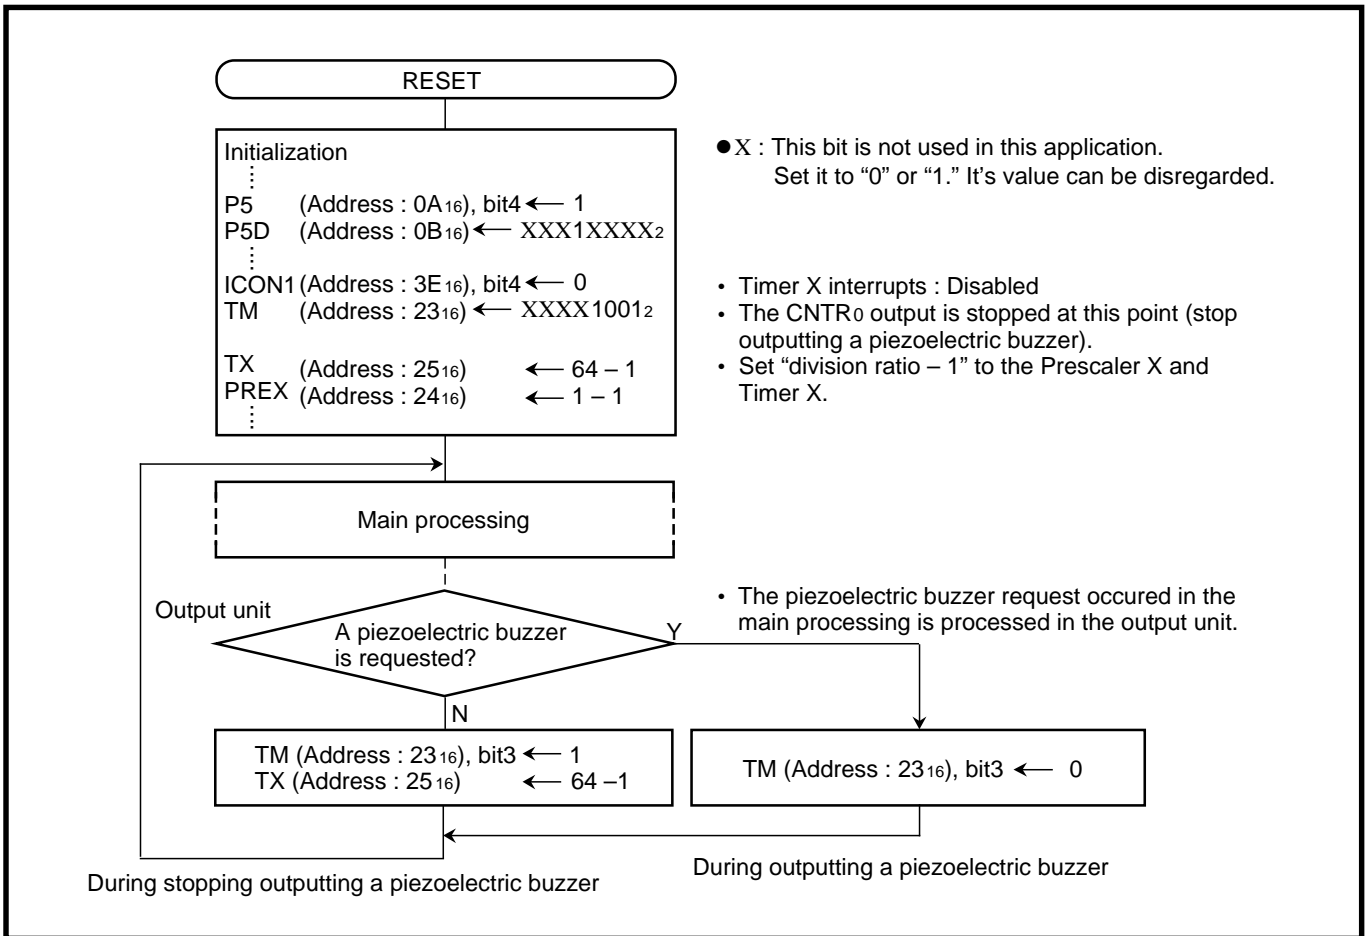 RESET
Initialization
P5 (Address : 0A16), bit4 ← 1
P5D (Address : 0B16) ← XXX1XXXX2
ICON1 (Address : 3E16), bit4 ← 0
TM (Address : 2316) ← XXXX10012
TX (Address : 2516) ← 64 – 1
PREX (Address : 2416) ← 1 – 1
●X : This bit is not used in this application.
Set it to “0” or “1.” It’s value can be disregarded.
• Timer X interrupts : Disabled
• The CNTR0 output is stopped at this point (stop
outputting a piezoelectric buzzer).
• Set “division ratio – 1” to the Prescaler X and
Timer X.
Main processing
Output unit
A piezoelectric buzzer
is requested?
Y
N
• The piezoelectric buzzer request occured in the
main processing is processed in the output unit.
TM (Address : 2316), bit3 ← 1
TX (Address : 2516) ← 64 –1
TM (Address : 2316), bit3 ← 0
During stopping outputting a piezoelectric buzzer
During outputting a piezoelectric buzzer